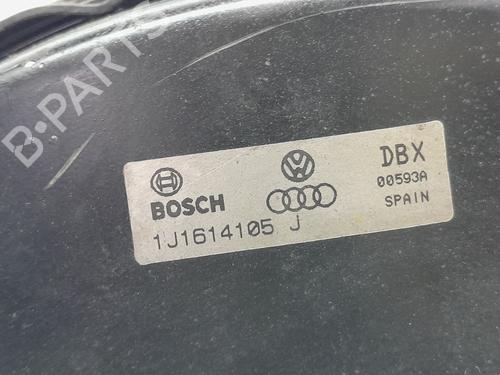 B-PARTS
BOSCH
DBX
00593A
SPAIN
1J1614105 J